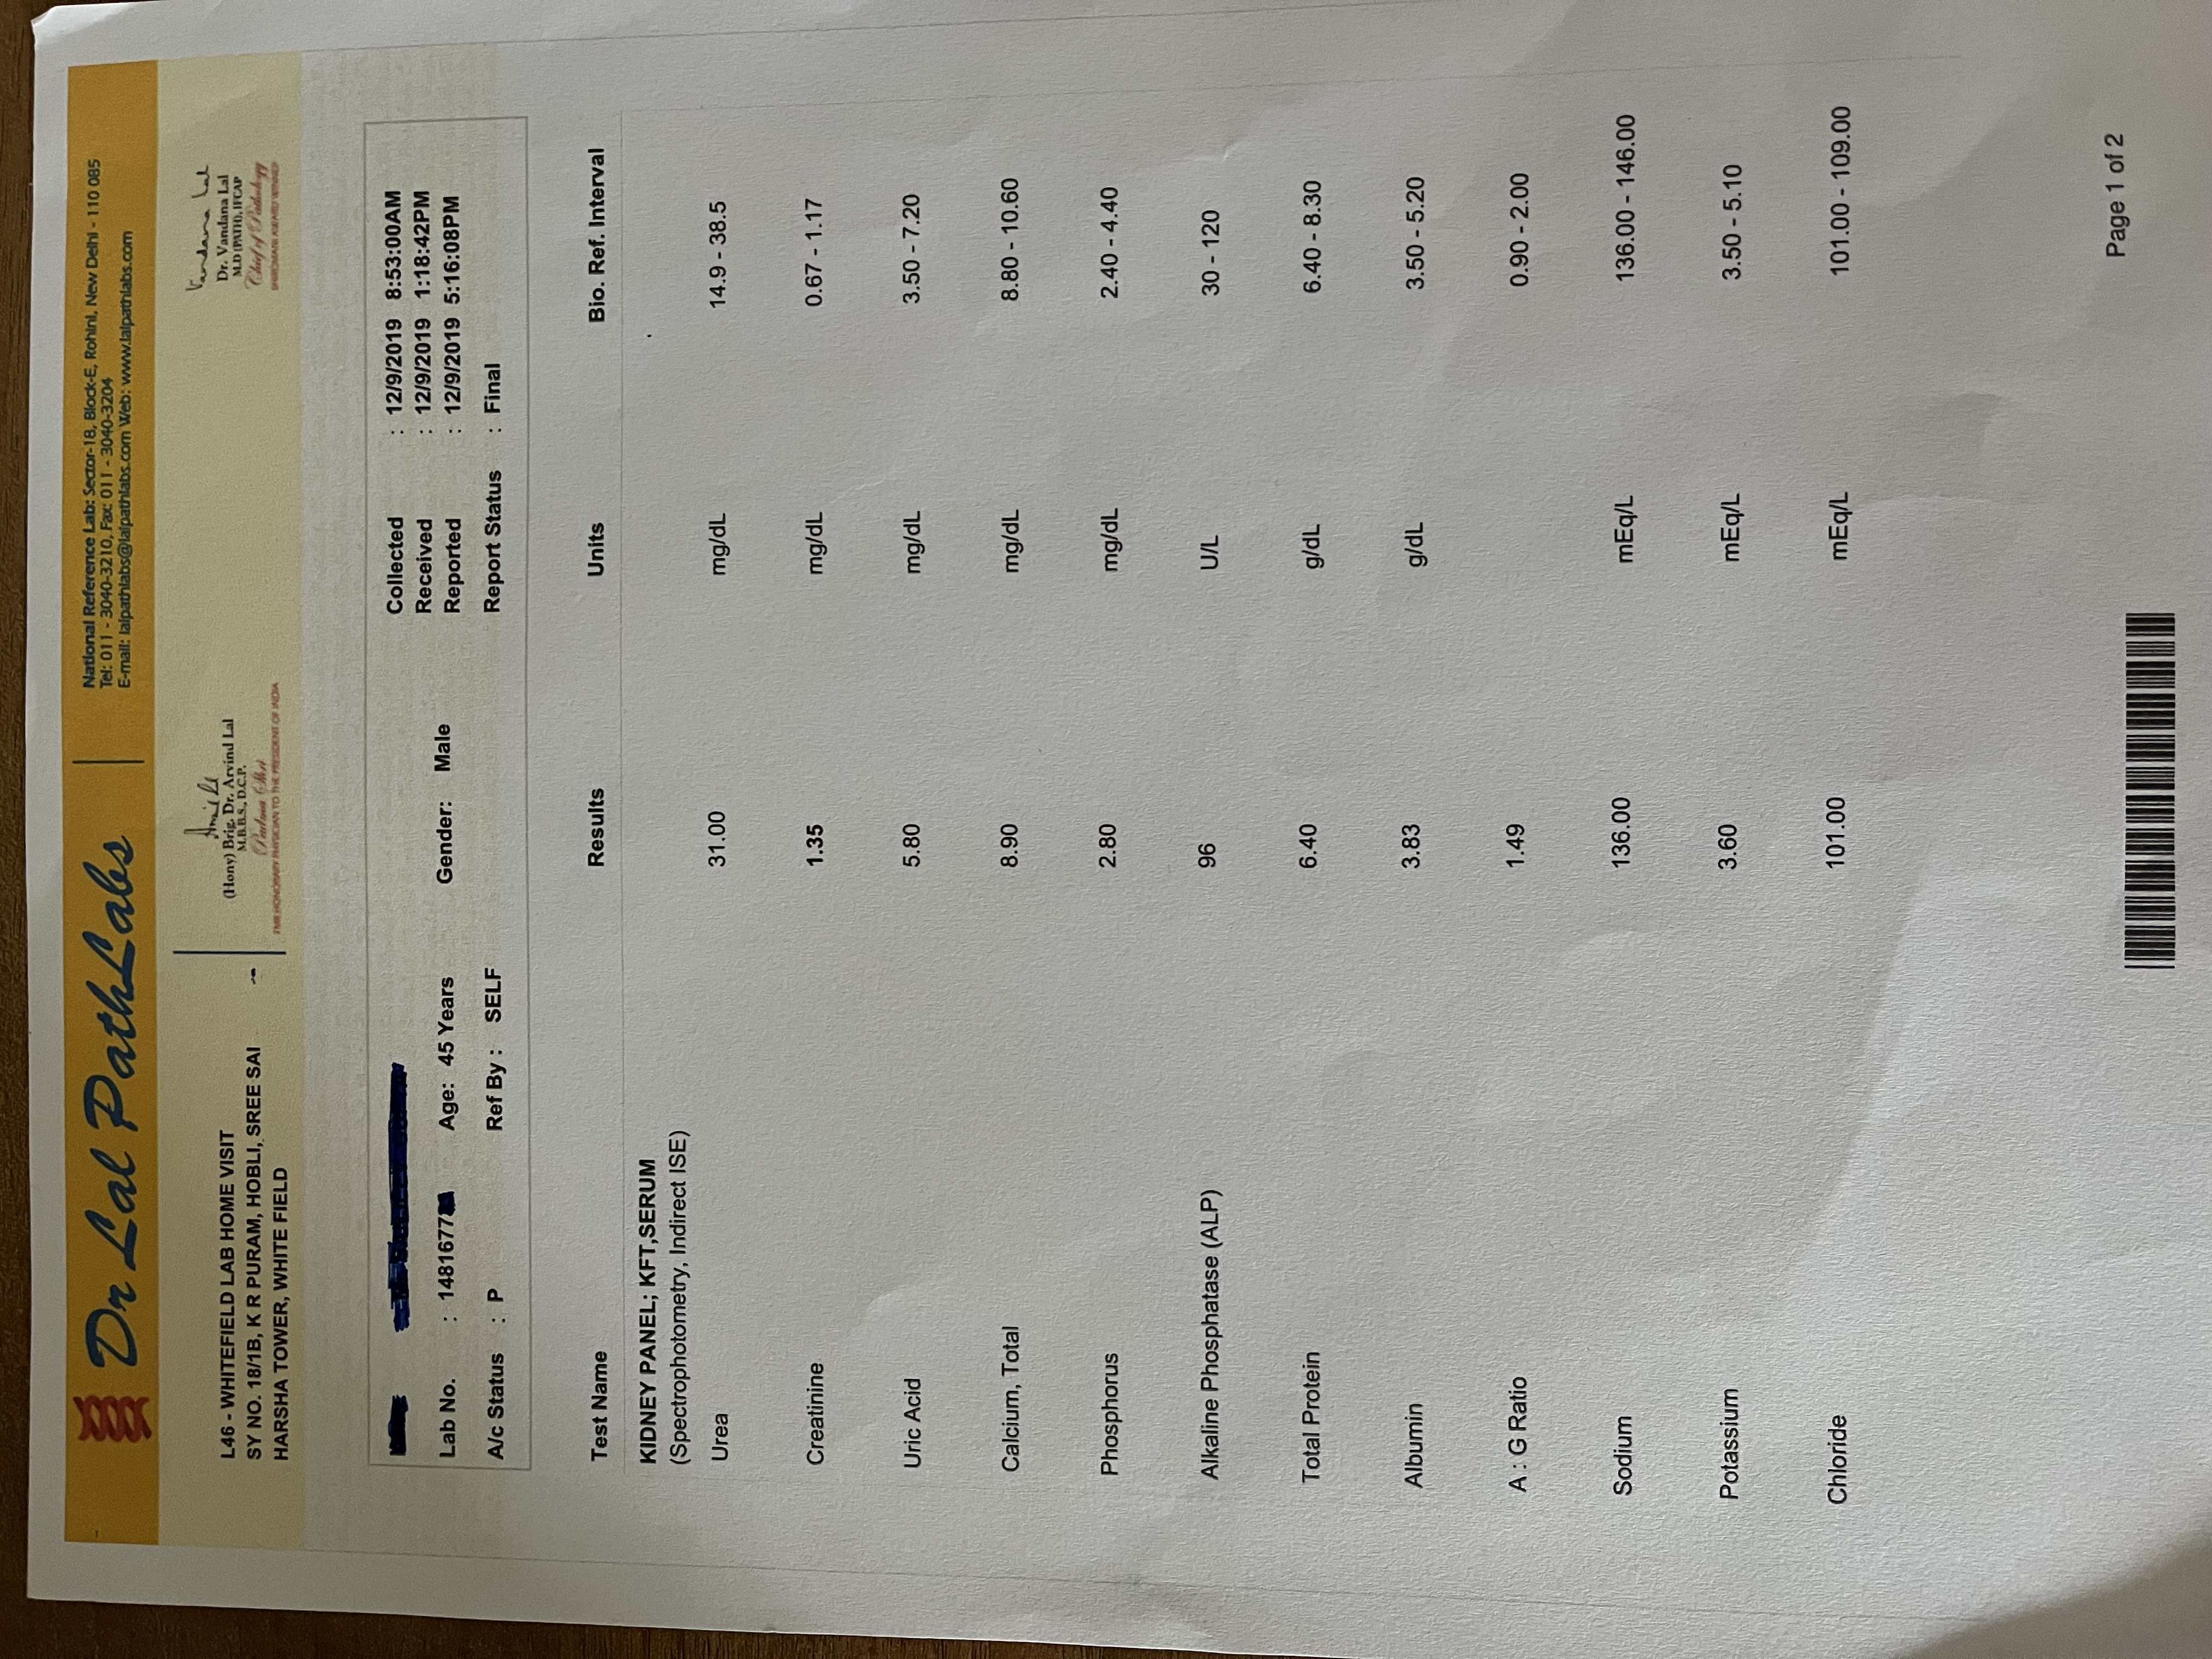 Dr Lal PathLabs
National Reference Lab: Sector-18, Block-E, Rohini, New Delhi - 110 085
Tel: 011 - 3040-3210, Fax: 011 - 3040-3204
E-mail: lalpathlabs@lalpathlabs.com Web: www.lalpathlabs.com
L46 - WHITEFIELD LAB HOME VISIT
SY NO. 18/1B, K R PURAM, HOBLI, SREE SAI
HARSHA TOWER, WHITE FIELD
(Hony) Brig. Dr. Arvind Lal
M.B.B.S., D.C.P.
Padma Shri
THE HONORARY PHYSICIAN TO THE PRESIDENT OF INDIA
Vandana Lal
Dr. Vandana Lal
M.D (PATH), IFCAP
Chief of Pathology
SHIROMANI AWARD WINNER
Collected : 12/9/2019 8:53:00AM
Received : 12/9/2019 1:18:42PM
Lab No. : 1481677 Age: 45 Years Gender: Male
Reported : 12/9/2019 5:16:08PM
A/c Status : P Ref By : SELF Report Status : Final
Test Name Results Units Bio. Ref. Interval
KIDNEY PANEL; KFT,SERUM
(Spectrophotometry, Indirect ISE)
Urea 31.00 mg/dL 14.9 - 38.5
Creatinine 1.35 mg/dL 0.67 - 1.17
Uric Acid 5.80 mg/dL 3.50 - 7.20
Calcium, Total 8.90 mg/dL 8.80 - 10.60
Phosphorus 2.80 mg/dL 2.40 - 4.40
Alkaline Phosphatase (ALP) 96 U/L 30 - 120
Total Protein 6.40 g/dL 6.40 - 8.30
Albumin 3.83 g/dL 3.50 - 5.20
A : G Ratio 1.49 0.90 - 2.00
Sodium 136.00 mEq/L 136.00 - 146.00
Potassium 3.60 mEq/L 3.50 - 5.10
Chloride 101.00 mEq/L 101.00 - 109.00
Page 1 of 2